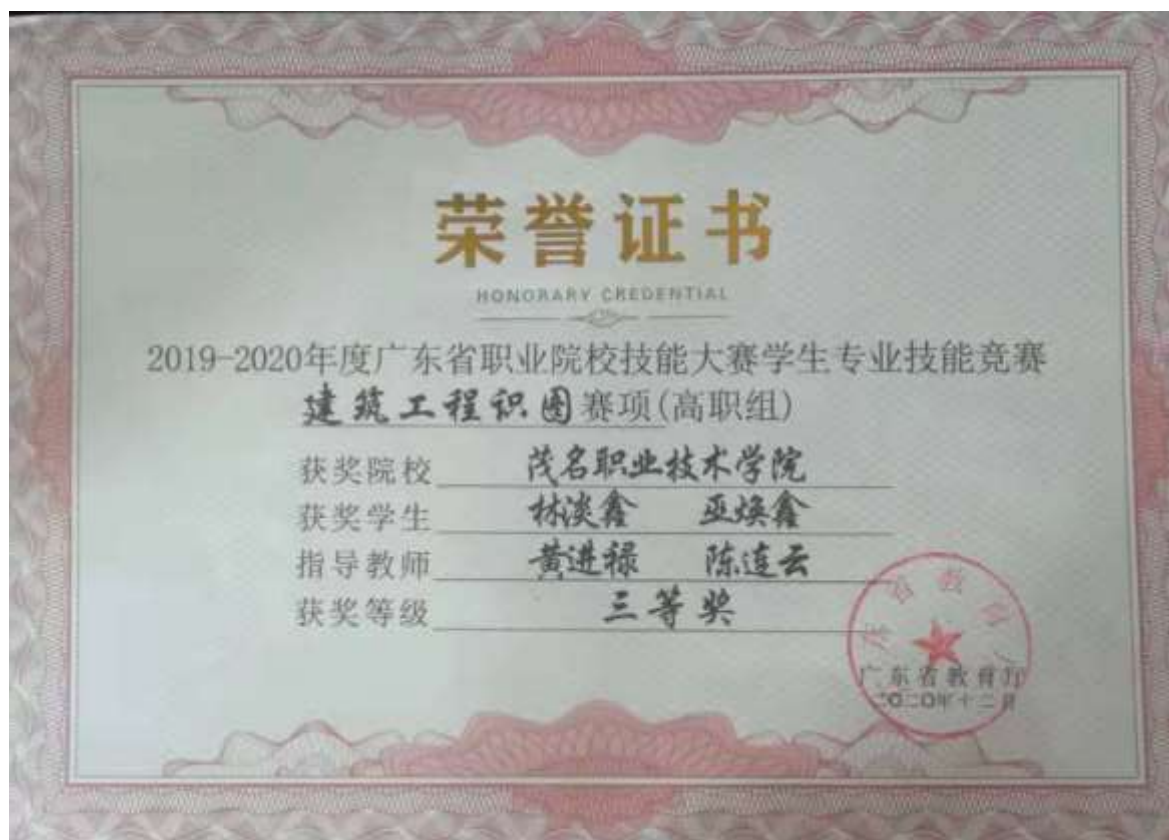 荣誉证书
HONORARY CREDENTIAL
2019-2020年度广东省职业院校技能大赛学生专业技能竞赛
建筑工程识图赛项(高职组)
获奖院校 茂名职业技术学院
获奖学生 林淡鑫 巫焕鑫
指导教师 黄进禄 陈连云
获奖等级 三等奖
广东省教育厅
二〇二〇年十二月